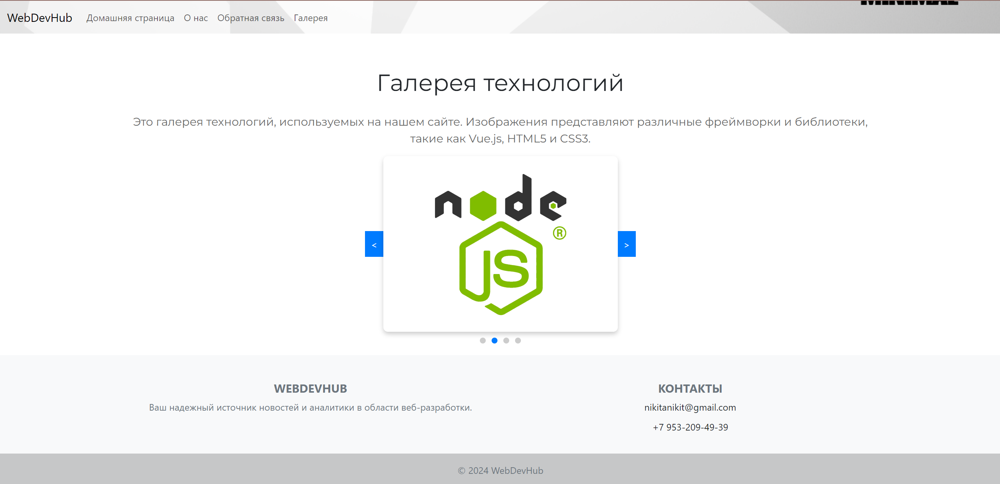 WebDevHub Домашняя страница О нас Обратная связь Галерея
Галерея технологий
Это галерея технологий, используемых на нашем сайте. Изображения представляют различные фреймворки и библиотеки,
такие как Vue.js, HTML5 и CSS3.
node
®
JS
< >
WEBDEVHUB
Ваш надежный источник новостей и аналитики в области веб-разработки.
КОНТАКТЫ
nikitanikit@gmail.com
+7 953-209-49-39
© 2024 WebDevHub